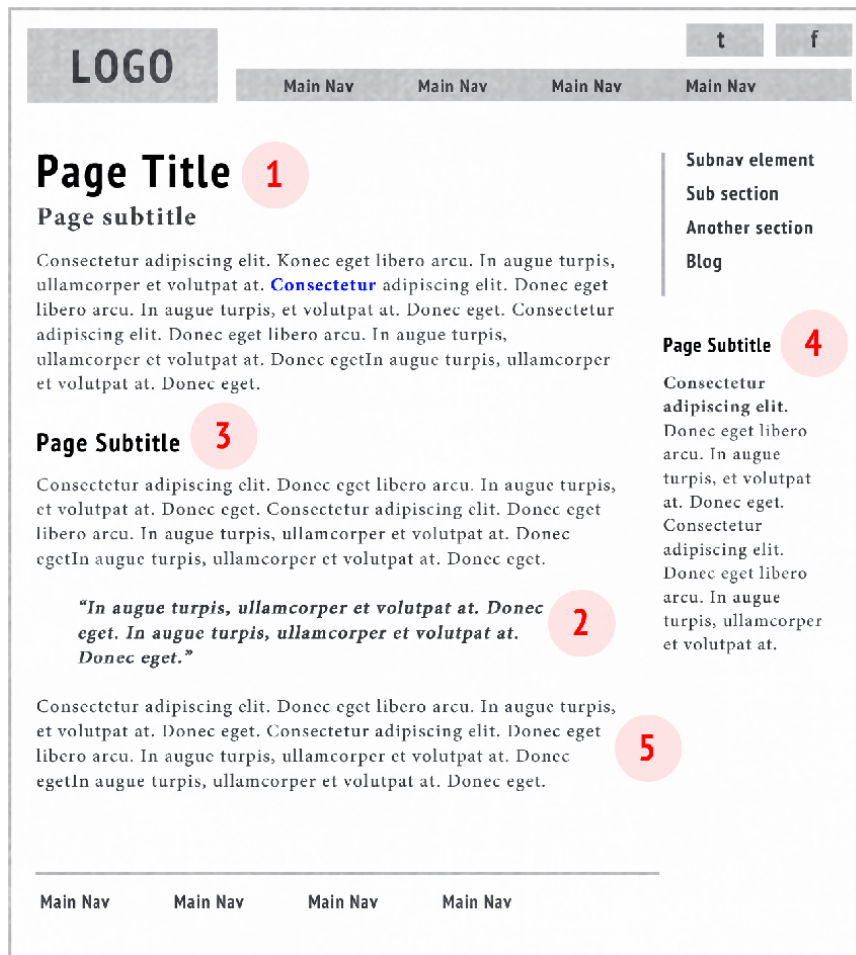 LOGO
t f
Main Nav Main Nav Main Nav Main Nav
Page Title 1
Page subtitle
Consectetur adipiscing elit. Konec eget libero arcu. In augue turpis,
ullamcorper et volutpat at. Consectetur adipiscing elit. Donec eget
libero arcu. In augue turpis, et volutpat at. Donec eget. Consectetur
adipiscing elit. Donec eget libero arcu. In augue turpis,
ullamcorper et volutpat at. Donec egetIn augue turpis, ullamcorper
et volutpat at. Donec eget.
Page Subtitle 3
Consectetur adipiscing elit. Donec eget libero arcu. In augue turpis,
et volutpat at. Donec eget. Consectetur adipiscing elit. Donec eget
libero arcu. In augue turpis, ullamcorper et volutpat at. Donec
egetIn augue turpis, ullamcorper et volutpat at. Donec eget.
“In augue turpis, ullamcorper et volutpat at. Donec
eget. In augue turpis, ullamcorper et volutpat at.
Donec eget.”
2
Consectetur adipiscing elit. Donec eget libero arcu. In augue turpis,
et volutpat at. Donec eget. Consectetur adipiscing elit. Donec eget
libero arcu. In augue turpis, ullamcorper et volutpat at. Donec
egetIn augue turpis, ullamcorper et volutpat at. Donec eget.
5
Subnav element
Sub section
Another section
Blog
Page Subtitle 4
Consectetur
adipiscing elit.
Donec eget libero
arcu. In augue
turpis, et volutpat
at. Donec eget.
Consectetur
adipiscing elit.
Donec eget libero
arcu. In augue
turpis, ullamcorper
et volutpat at.
Main Nav Main Nav Main Nav Main Nav